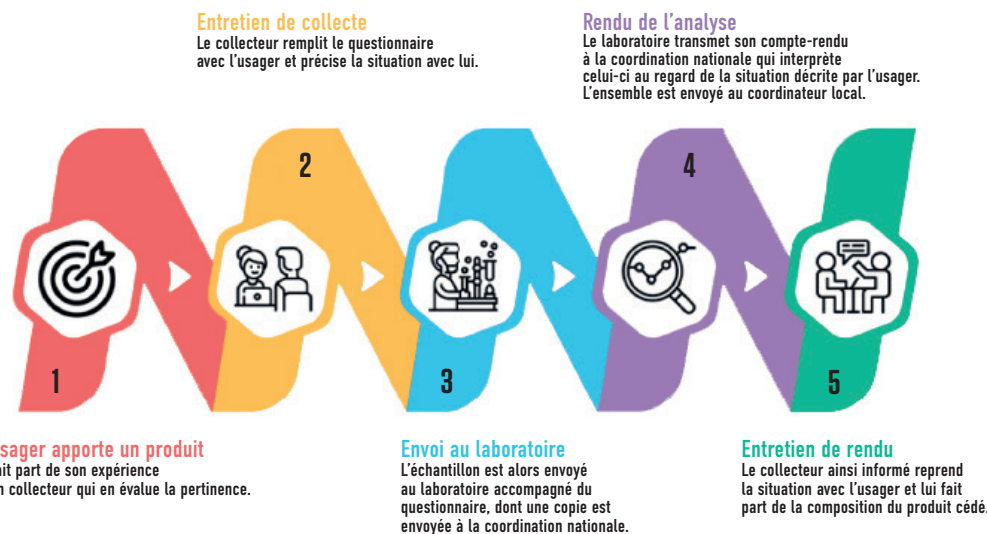 Entretien de collecte
Le collecteur remplit le questionnaire
avec l'usager et précise la situation avec lui.
Rendu de l'analyse
Le laboratoire transmet son compte-rendu
à la coordination nationale qui interprète
celui-ci au regard de la situation décrite par l'usager.
L'ensemble est envoyé au coordinateur local.
2
4
1
3
5
sager apporte un produit
ait part de son expérience
n collecteur qui en évalue la pertinence.
Envoi au laboratoire
L'échantillon est alors envoyé
au laboratoire accompagné du
questionnaire, dont une copie est
envoyée à la coordination nationale.
Entretien de rendu
Le collecteur ainsi informé reprend
la situation avec l'usager et lui fait
part de la composition du produit cédé.